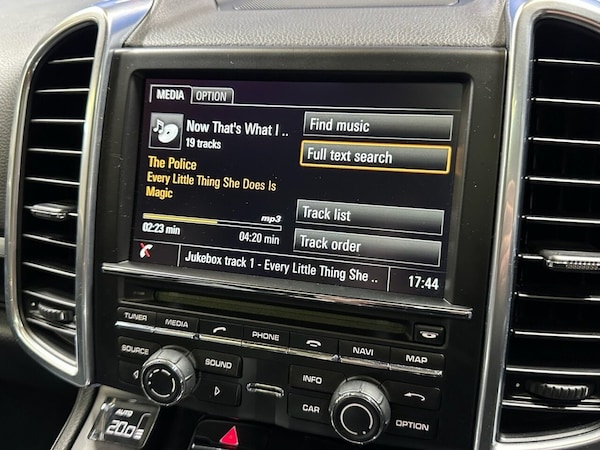 MEDIA OPTION
Now That's What I ..
19 tracks
The Police
Every Little Thing She Does Is
Magic
mp3
02:23 min
04:20 min
Find music
Full text search
Track list
Track order
Jukebox track 1 - Every Little Thing She ..
17:44
TUNER MEDIA PHONE NAVI MAP
SOURCE SOUND INFO
CAR OPTION
AUTO
20.0